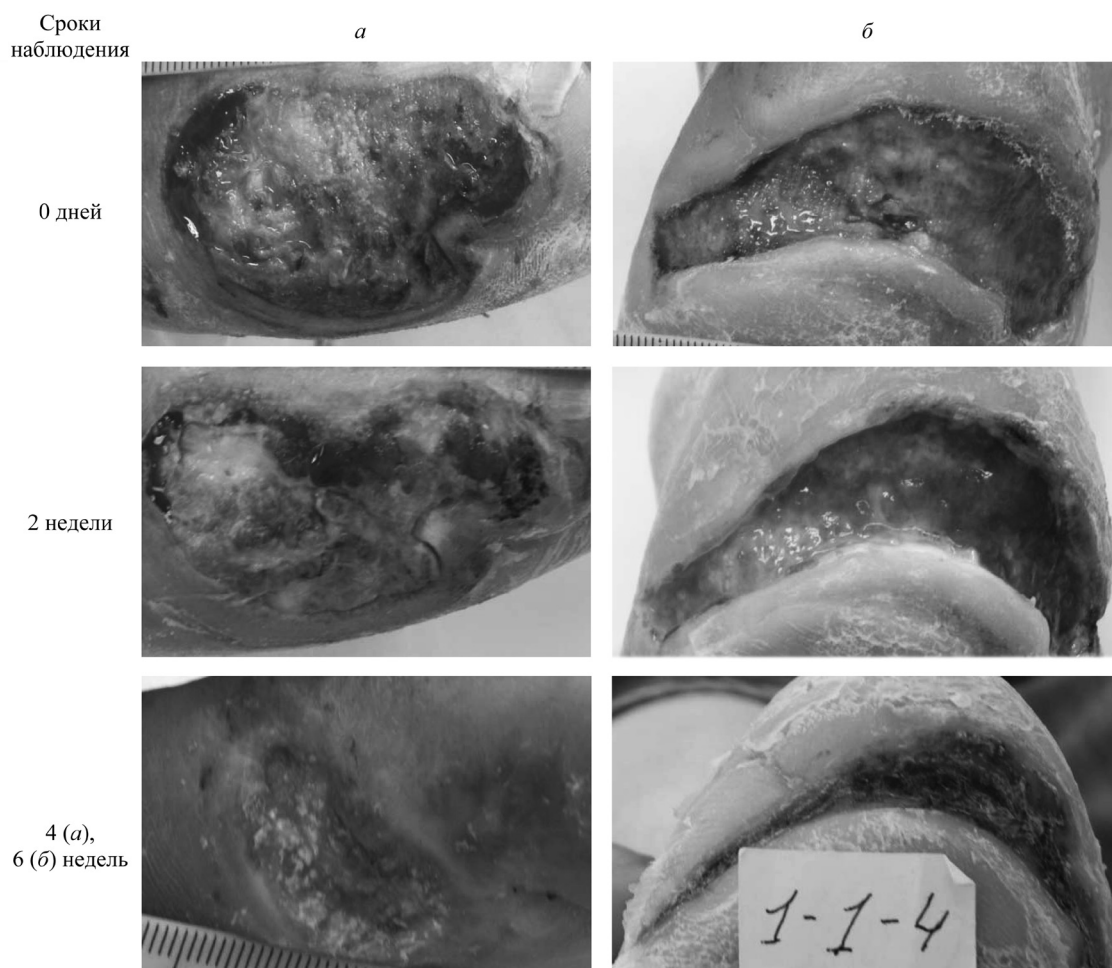 Сроки
наблюдения
а
б
0 дней
2 недели
4 (а),
6 (б) недель
1-1-4